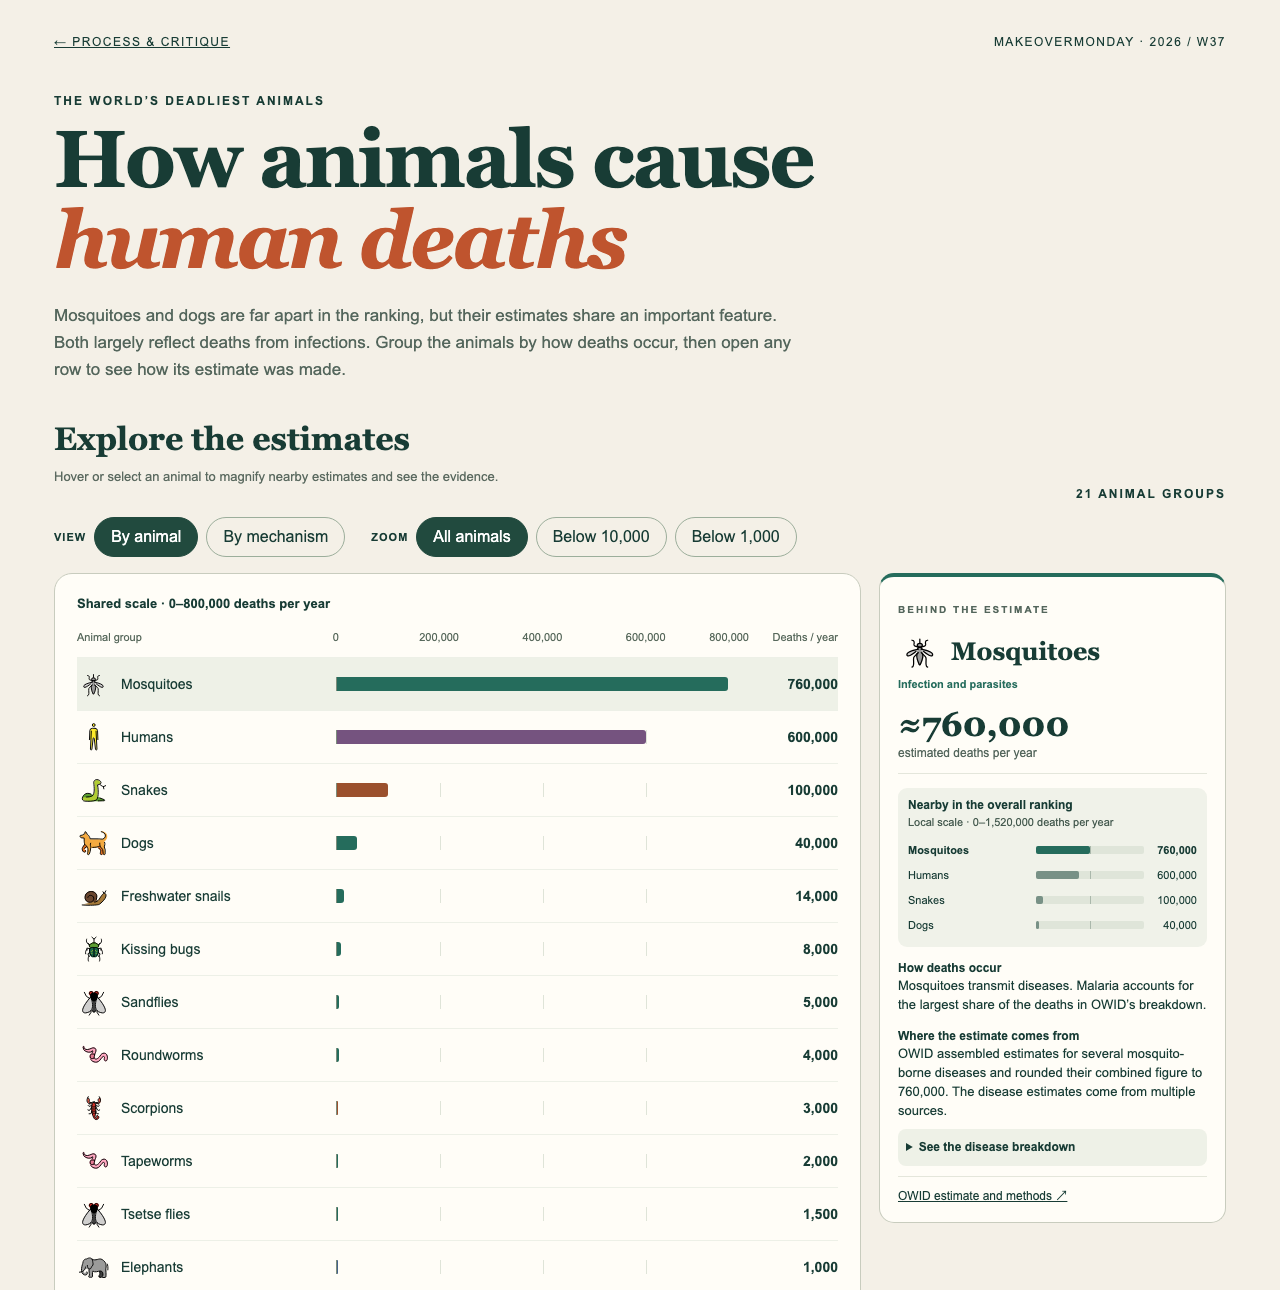 ← PROCESS & CRITIQUE
MAKEOVERMONDAY · 2026 / W37
THE WORLD'S DEADLIEST ANIMALS
How animals cause
human deaths
Mosquitoes and dogs are far apart in the ranking, but their estimates share an important feature.
Both largely reflect deaths from infections. Group the animals by how deaths occur, then open any
row to see how its estimate was made.
Explore the estimates
Hover or select an animal to magnify nearby estimates and see the evidence.
21 ANIMAL GROUPS
VIEW By animal By mechanism ZOOM All animals Below 10,000 Below 1,000
Shared scale · 0–800,000 deaths per year
Animal group 0 200,000 400,000 600,000 800,000 Deaths / year
Mosquitoes 760,000
Humans 600,000
Snakes 100,000
Dogs 40,000
Freshwater snails 14,000
Kissing bugs 8,000
Sandflies 5,000
Roundworms 4,000
Scorpions 3,000
Tapeworms 2,000
Tsetse flies 1,500
Elephants 1,000
BEHIND THE ESTIMATE
Mosquitoes
Infection and parasites
≈760,000
estimated deaths per year
Nearby in the overall ranking
Local scale · 0–1,520,000 deaths per year
Mosquitoes 760,000
Humans 600,000
Snakes 100,000
Dogs 40,000
How deaths occur
Mosquitoes transmit diseases. Malaria accounts for
the largest share of the deaths in OWID's breakdown.
Where the estimate comes from
OWID assembled estimates for several mosquito-
borne diseases and rounded their combined figure to
760,000. The disease estimates come from multiple
sources.
▶ See the disease breakdown
OWID estimate and methods ↗